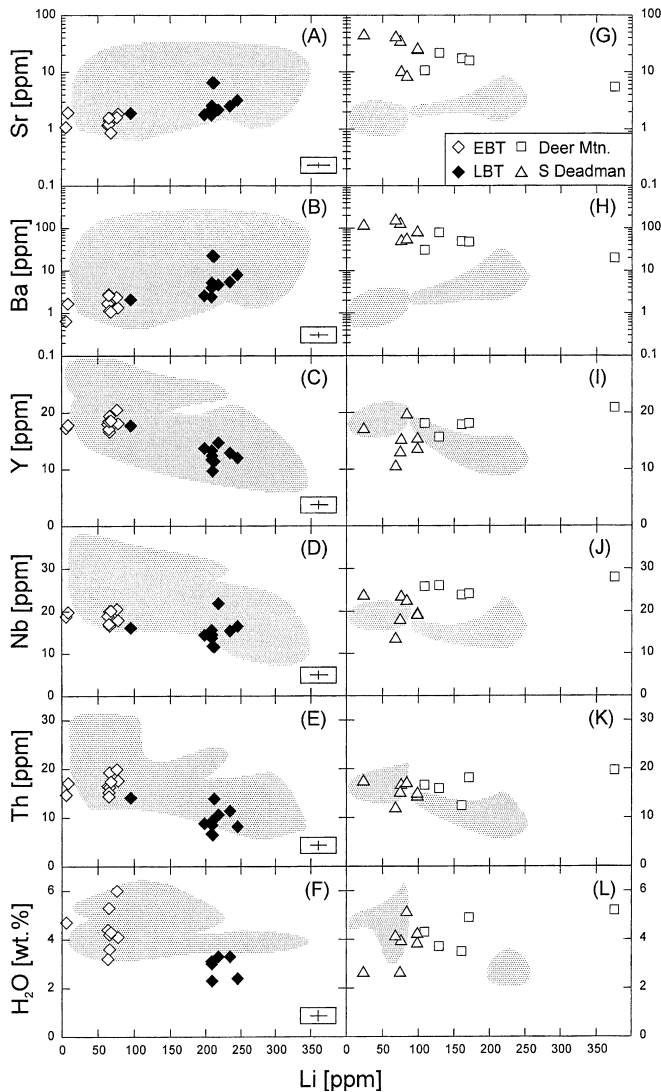 100
(A)
(G)
100
10
10
Sr [ppm]
1
1
EBT
Deer Mtn.
LBT
S Deadman
0.1
0.1
(B)
(H)
100
100
Ba [ppm]
10
10
1
1
0.1
0.1
(C)
(I)
20
20
Y [ppm]
10
10
0
0
(D)
(J)
30
30
Nb [ppm]
20
20
10
10
0
0
(E)
(K)
30
30
Th [ppm]
20
20
10
10
0
0
(F)
(L)
6
6
H2O [wt.%]
4
4
2
2
0
0
0 50 100 150 200 250 300 350 0 50 100 150 200 250 300 350 400
Li [ppm]